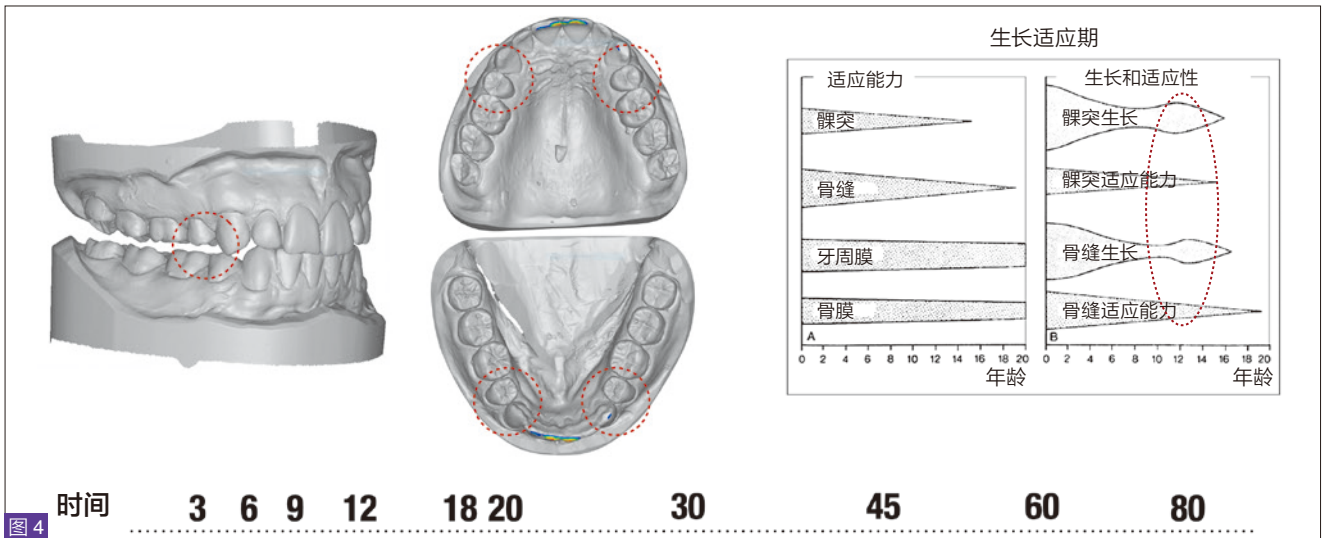 生长适应期
适应能力
髁突
骨缝
牙周膜
骨膜
A
0 2 4 6 8 10 12 14 16 18 20
年龄
生长和适应性
髁突生长
髁突适应能力
骨缝生长
骨缝适应能力
B
0 2 4 6 8 10 12 14 16 18 20
年龄
时间 3 6 9 12 18 20 30 45 60 80
图 4